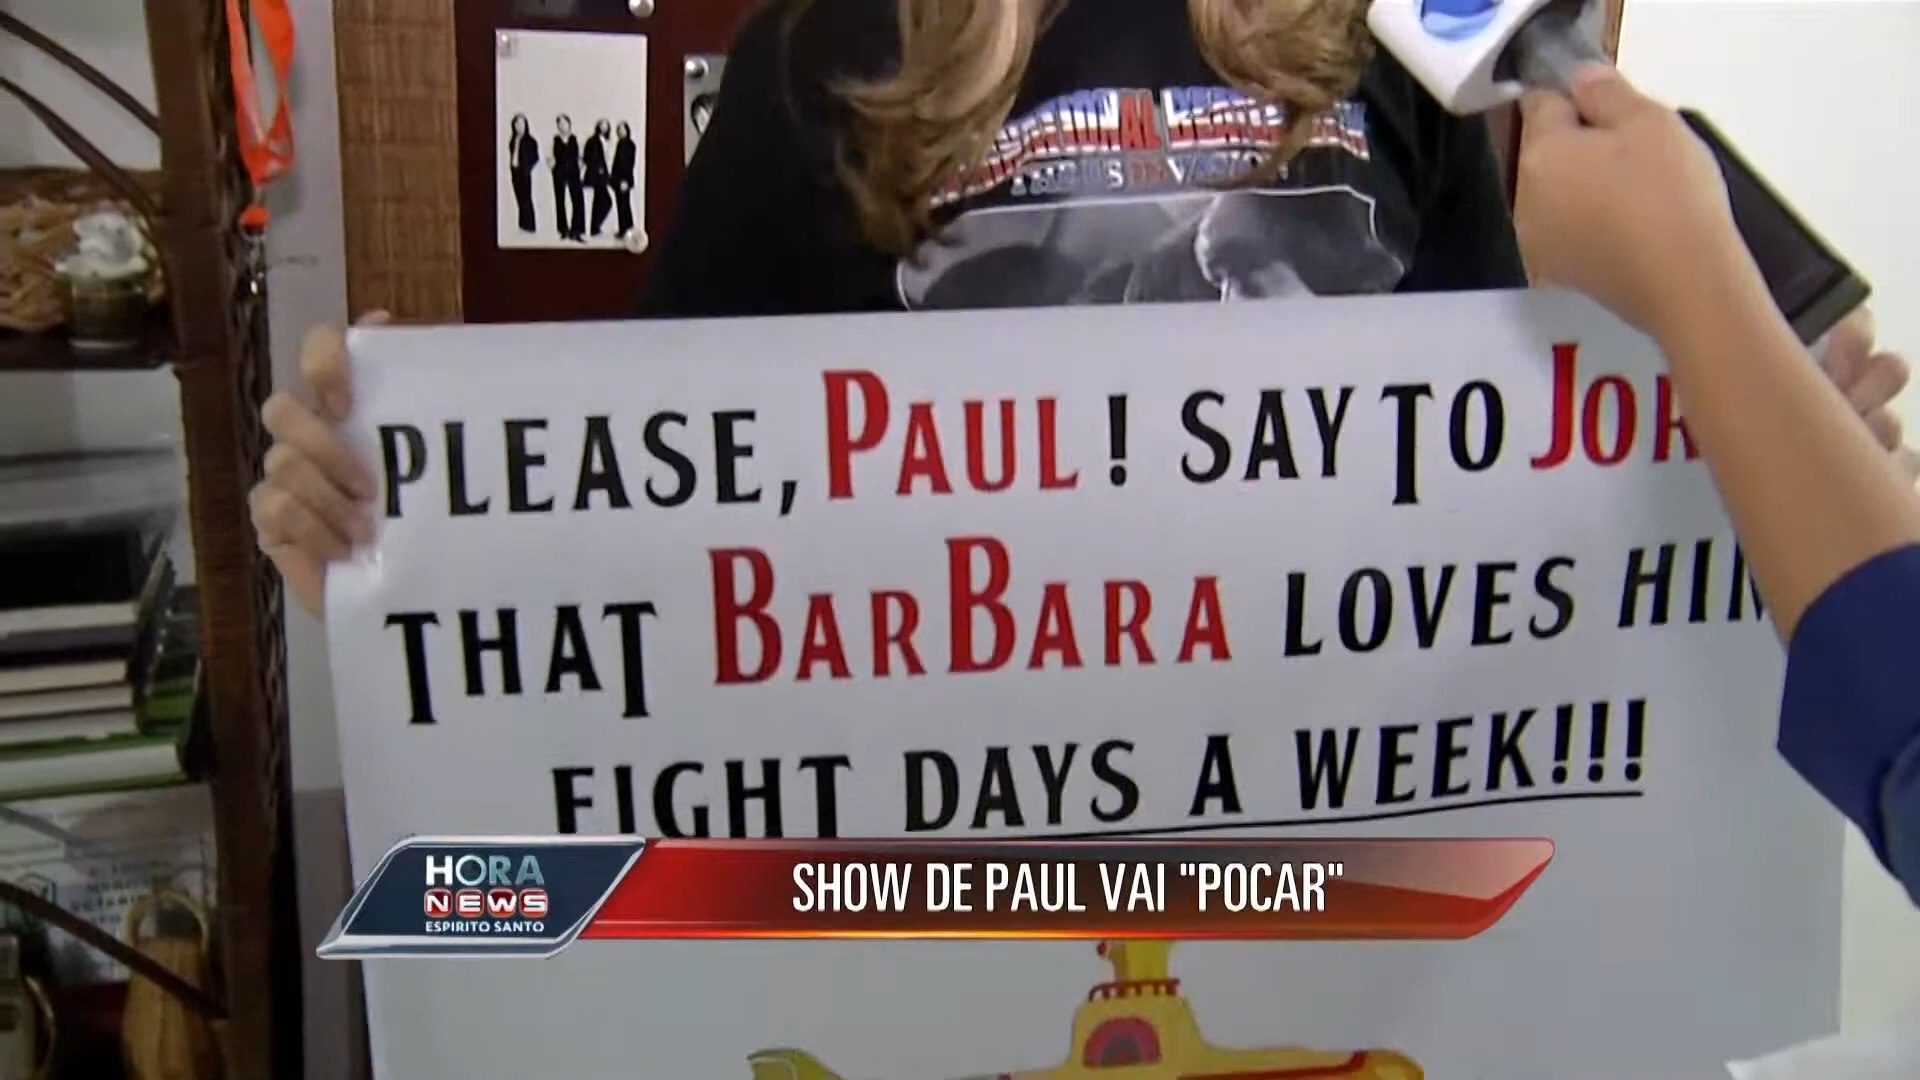 PLEASE, PAUL! SAY TO
THAT BARBARA LOVES
EIGHT DAYS A WEEK!!!
HORA
NEWS
ESPIRITO SANTO
SHOW DE PAUL VAI "POCAR"